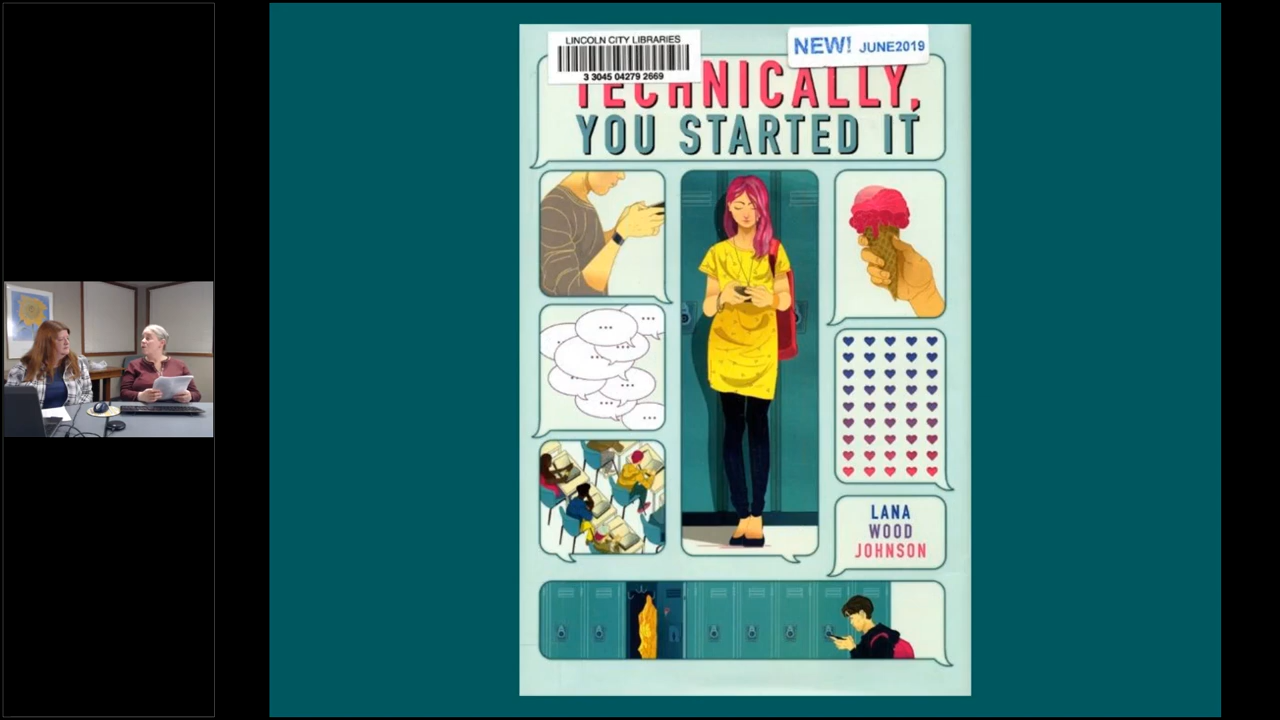 LINCOLN CITY LIBRARIES
3 3045 04279 2669
NEW! JUNE2019
TECHNICALLY,
YOU STARTED IT
LANA
WOOD
JOHNSON